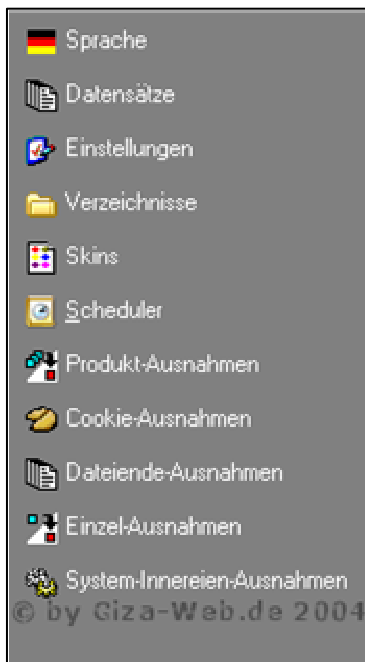 Sprache
Datensätze
Einstellungen
Verzeichnisse
Skins
Scheduler
Produkt-Ausnahmen
Cookie-Ausnahmen
Dateiende-Ausnahmen
Einzel-Ausnahmen
System-Innereien-Ausnahmen
© by Giza-Web.de 2004